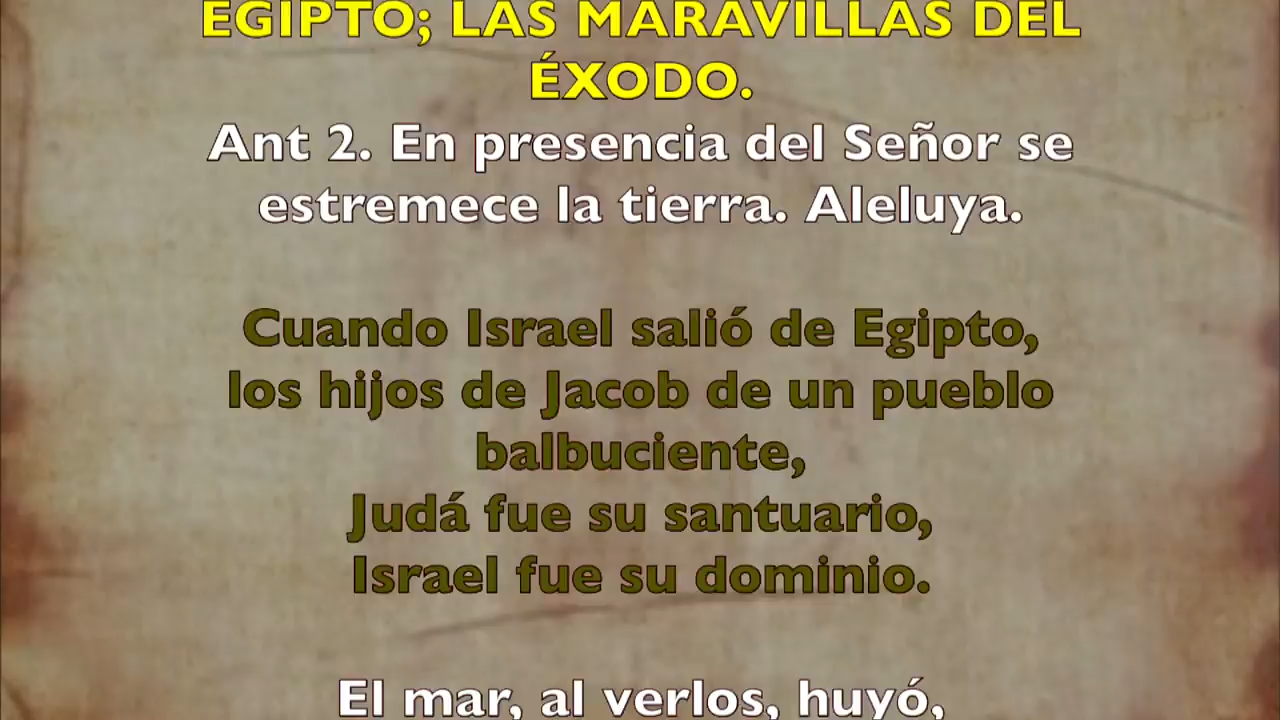 EGIPTO; LAS MARAVILLAS DEL
ÉXODO.
Ant 2. En presencia del Señor se
estremece la tierra. Aleluya.
Cuando Israel salió de Egipto,
los hijos de Jacob de un pueblo
balbuciente,
Judá fue su santuario,
Israel fue su dominio.
El mar, al verlos, huyó,